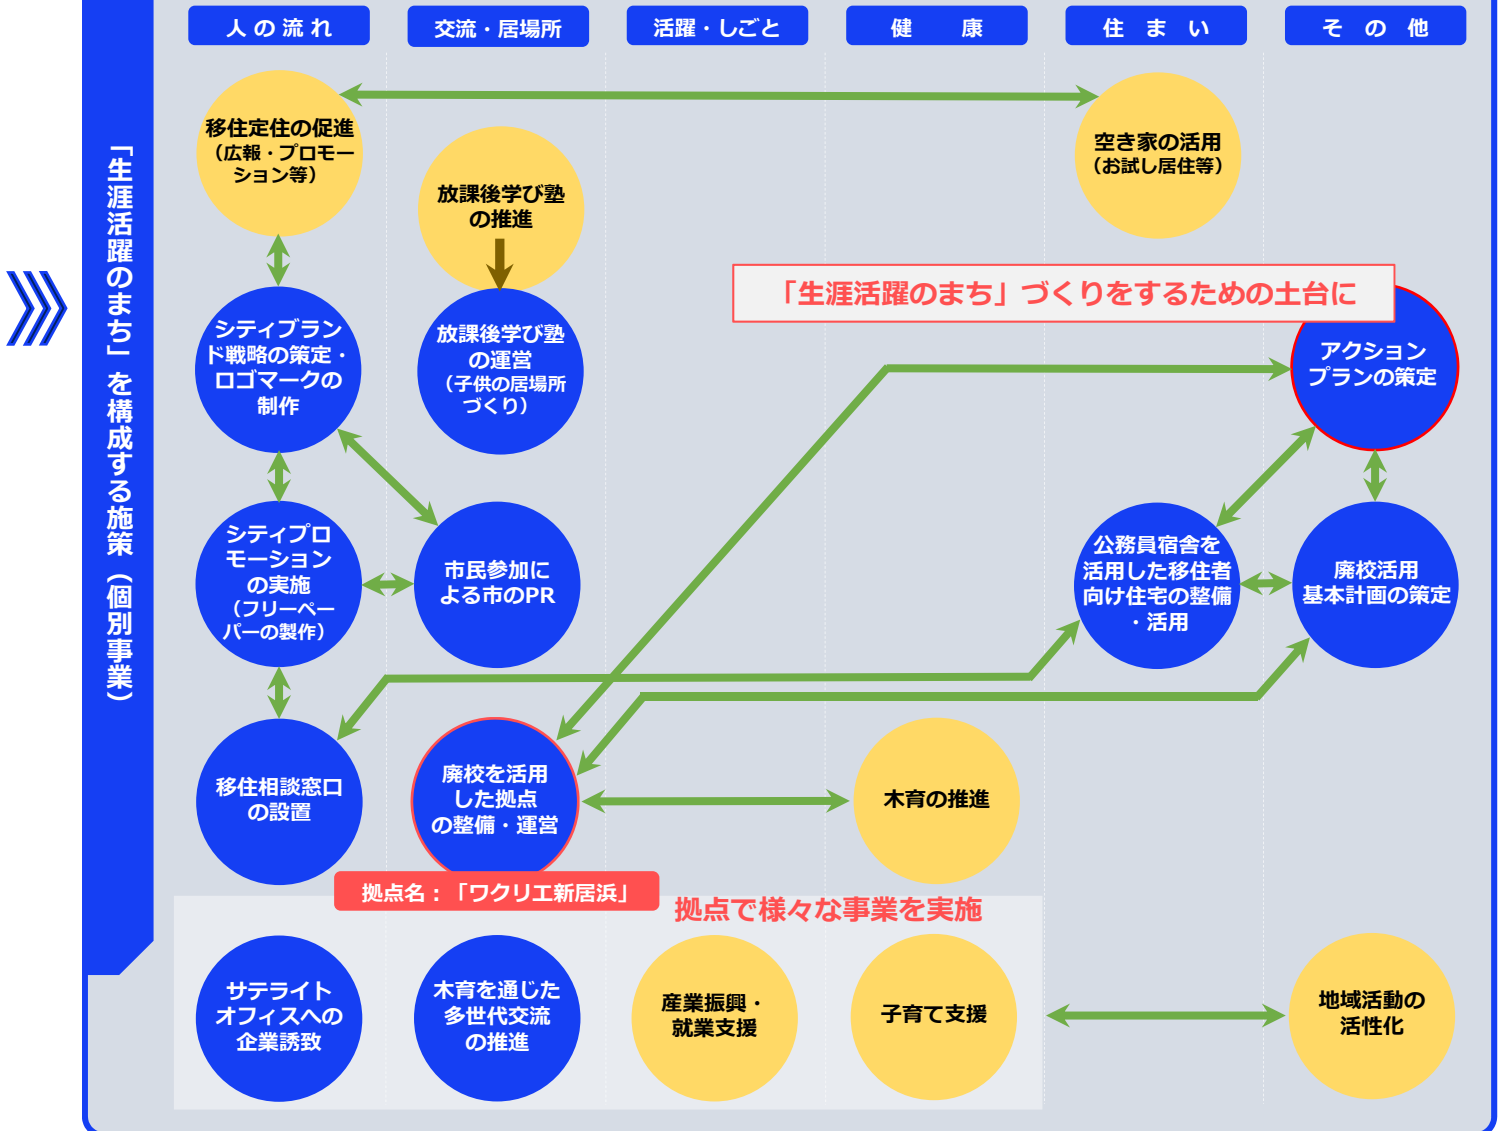 人の流れ
交流・居場所
活躍・しごと
健康
住まい
その他
「生涯活躍のまち」を構成する施策（個別事業）
移住定住の促進
（広報・プロモー
ション等）
放課後学び塾
の推進
空き家の活用
（お試し居住等）
「生涯活躍のまち」づくりをするための土台に
シティブラン
ド戦略の策定・
ロゴマークの
制作
放課後学び塾
の運営
（子供の居場所
づくり）
アクション
プランの策定
シティプロ
モーション
の実施
（フリーペー
パーの製作）
市民参加に
よる市のPR
公務員宿舎を
活用した移住者
向け住宅の整備
・活用
廃校活用
基本計画の策定
移住相談窓口
の設置
廃校を活用
した拠点
の整備・運営
木育の推進
拠点名：「ワクリエ新居浜」
拠点で様々な事業を実施
サテライト
オフィスへの
企業誘致
木育を通じた
多世代交流
の推進
産業振興・
就業支援
子育て支援
地域活動の
活性化